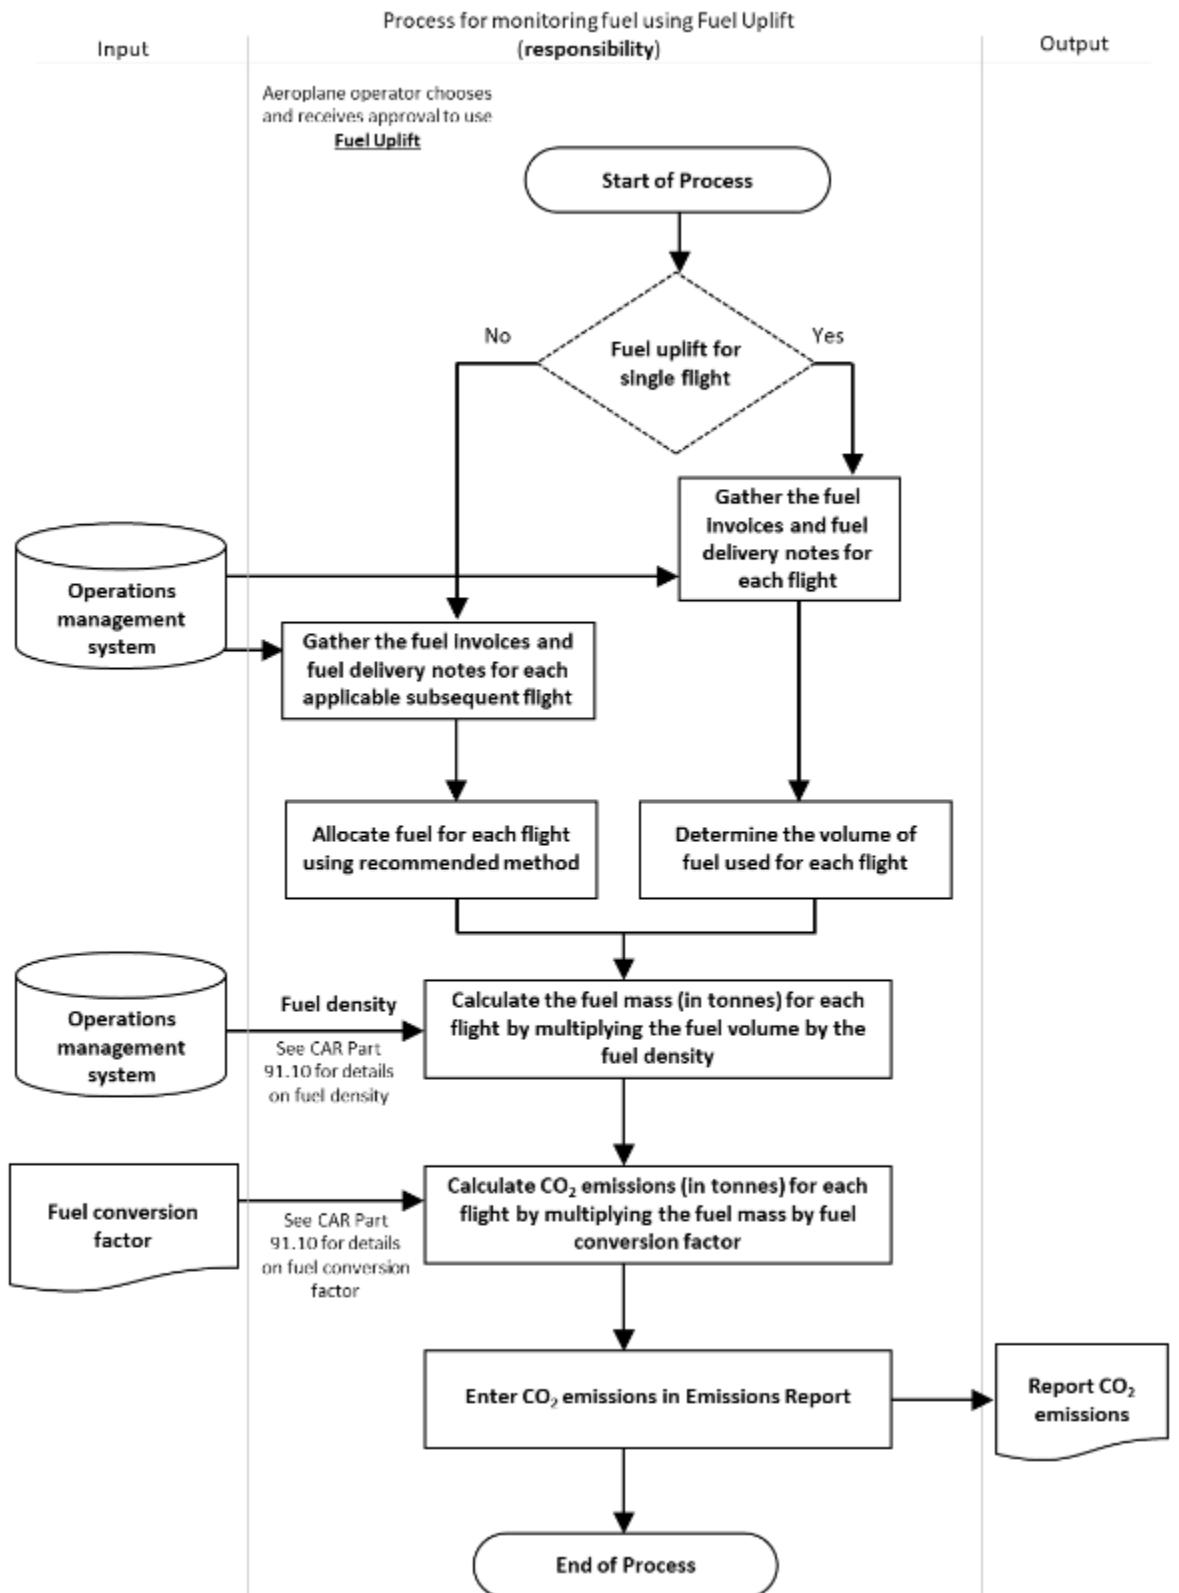 Process for monitoring fuel using Fuel Uplift
(responsibility)
Input
Output
Aeroplane operator chooses
and receives approval to use
Fuel Uplift
Start of Process
No
Yes
Fuel uplift for
single flight
Gather the fuel
invoices and fuel
delivery notes for
each flight
Operations
management
system
Gather the fuel invoices and
fuel delivery notes for each
applicable subsequent flight
Allocate fuel for each flight
using recommended method
Determine the volume of
fuel used for each flight
Operations
management
system
Fuel density
See CAR Part
91.10 for details
on fuel density
Calculate the fuel mass (in tonnes) for each
flight by multiplying the fuel volume by the
fuel density
Fuel conversion
factor
See CAR Part
91.10 for details
on fuel conversion
factor
Calculate CO₂ emissions (in tonnes) for each
flight by multiplying the fuel mass by fuel
conversion factor
Enter CO₂ emissions in Emissions Report
Report CO₂
emissions
End of Process